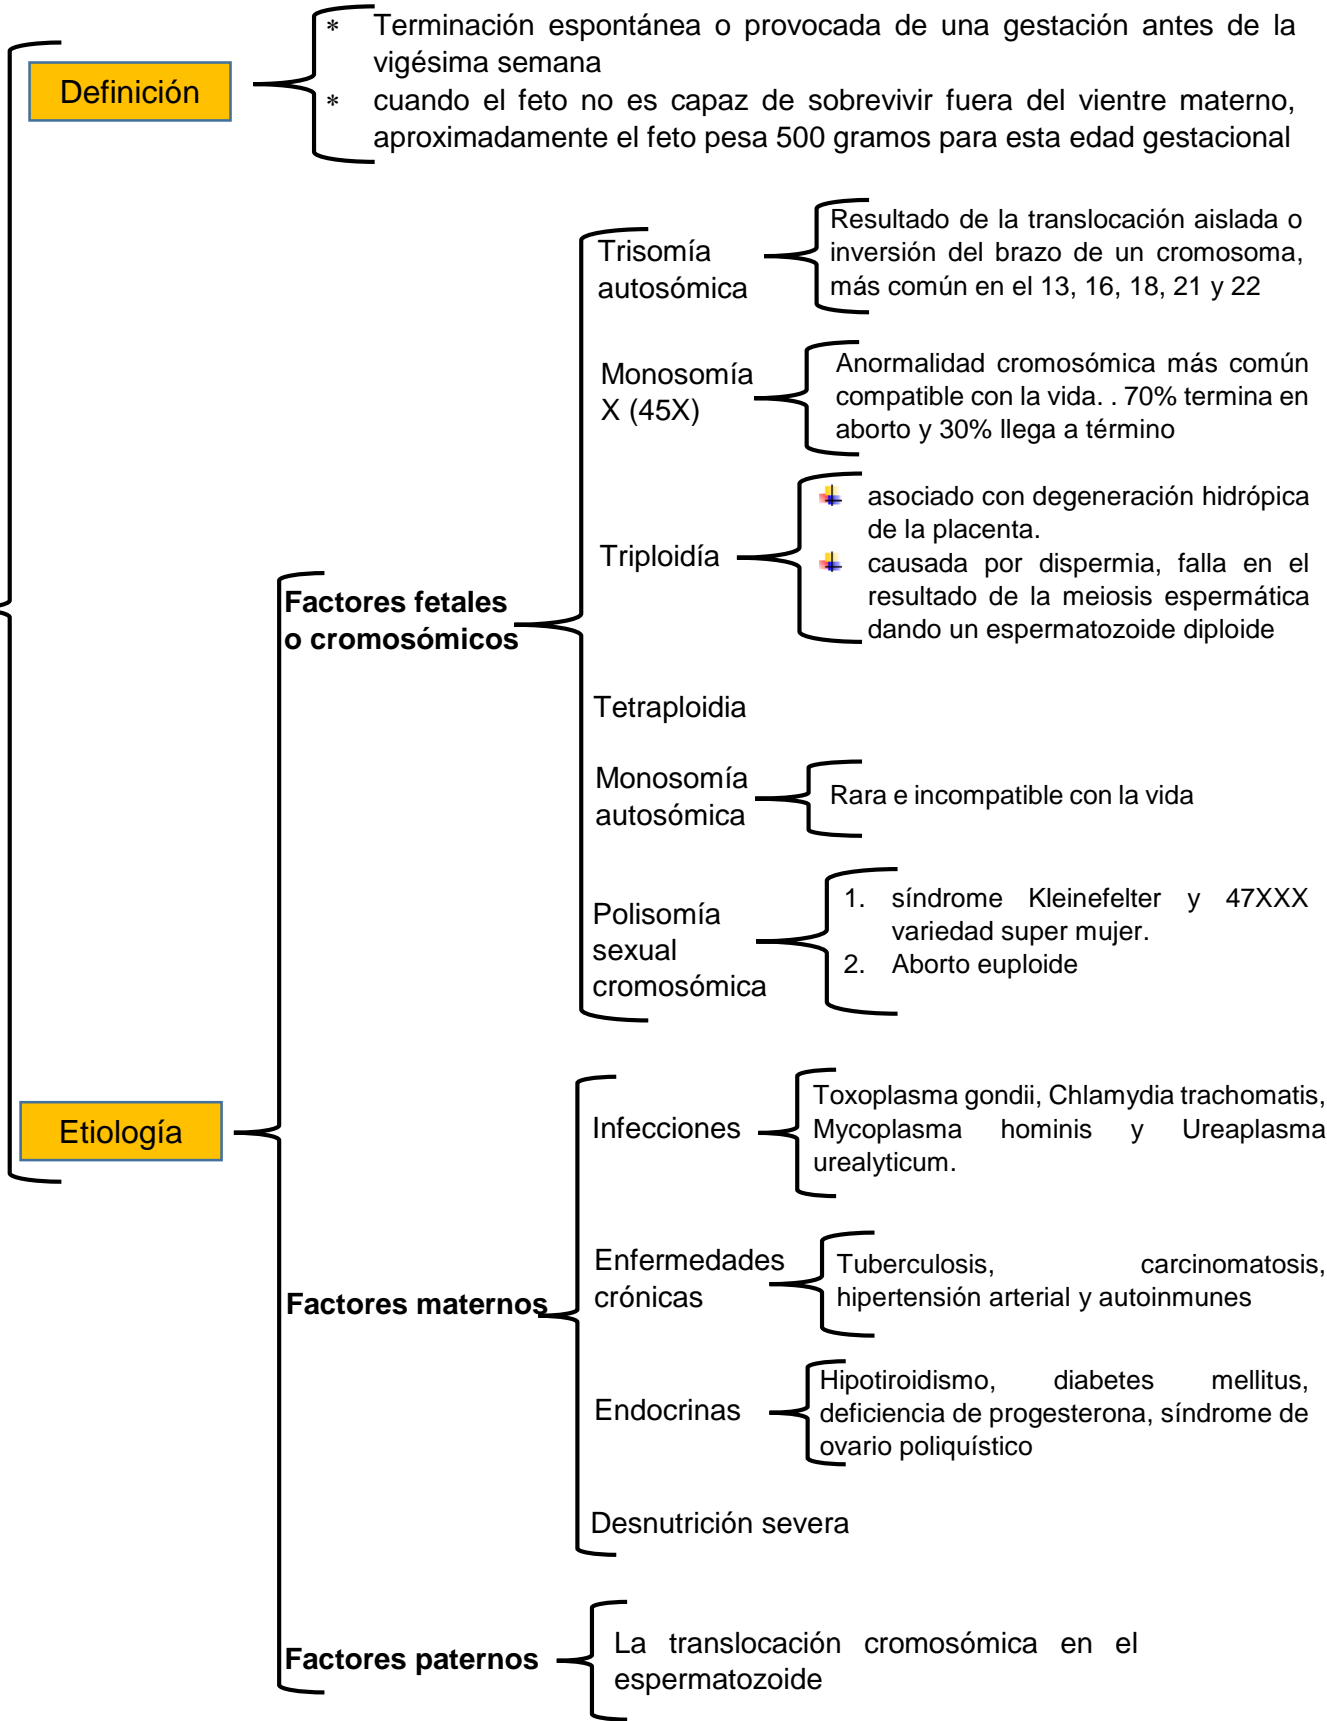 * Terminación espontánea o provocada de una gestación antes de la
vigésima semana
Definición
* cuando el feto no es capaz de sobrevivir fuera del vientre materno,
aproximadamente el feto pesa 500 gramos para esta edad gestacional
Etiología
Factores fetales
o cromosómicos
Trisomía
autosómica
Resultado de la translocación aislada o
inversión del brazo de un cromosoma,
más común en el 13, 16, 18, 21 y 22
Monosomía
X (45X)
Anormalidad cromosómica más común
compatible con la vida. . 70% termina en
aborto y 30% llega a término
Triploidía
asociado con degeneración hidrópica
de la placenta.
causada por dispermia, falla en el
resultado de la meiosis espermática
dando un espermatozoide diploide
Tetraploidia
Monosomía
autosómica
Rara e incompatible con la vida
Polisomía
sexual
cromosómica
1. síndrome Kleinefelter y 47XXX
variedad super mujer.
2. Aborto euploide
Factores maternos
Infecciones
Toxoplasma gondii, Chlamydia trachomatis,
Mycoplasma hominis y Ureaplasma
urealyticum.
Enfermedades
crónicas
Tuberculosis, carcinomatosis,
hipertensión arterial y autoinmunes
Endocrinas
Hipotiroidismo, diabetes mellitus,
deficiencia de progesterona, síndrome de
ovario poliquístico
Desnutrición severa
Factores paternos
La translocación cromosómica en el
espermatozoide